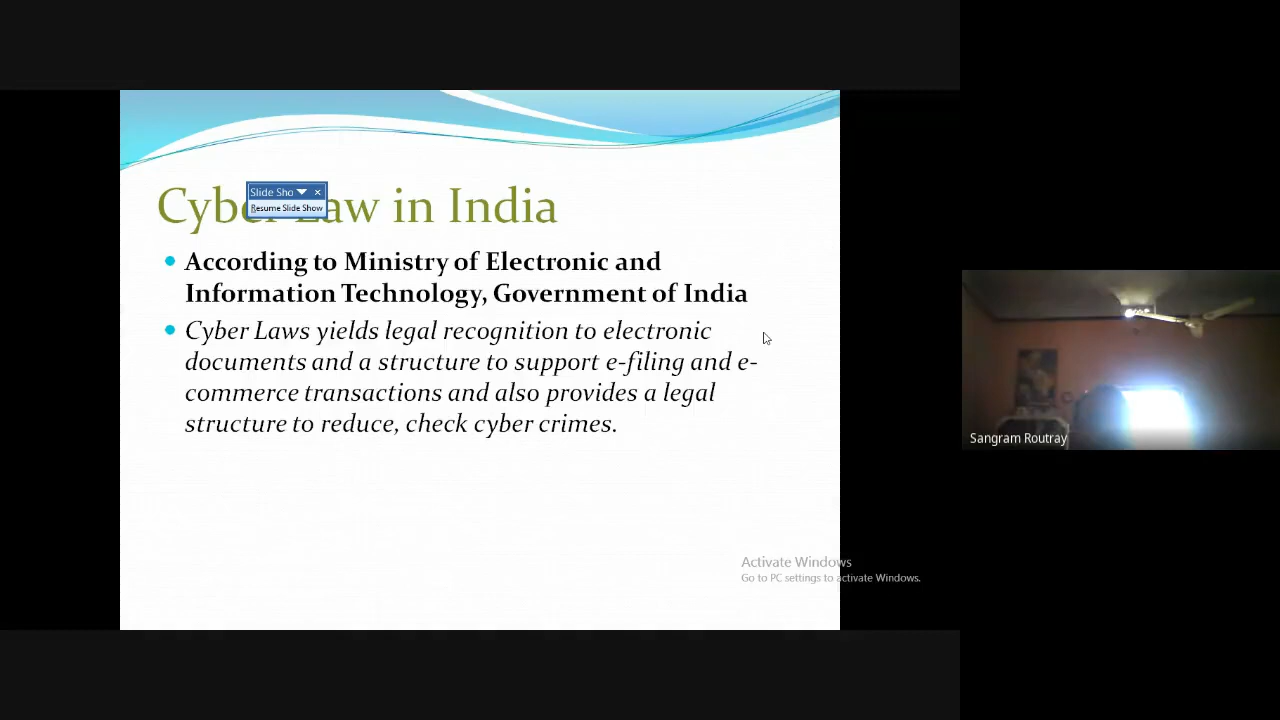 Cyber Law in India
Slide Sho
Resume Slide Show
According to Ministry of Electronic and
Information Technology, Government of India
Cyber Laws yields legal recognition to electronic
documents and a structure to support e-filing and e-
commerce transactions and also provides a legal
structure to reduce, check cyber crimes.
Sangram Routray
Activate Windows
Go to PC settings to activate Windows.